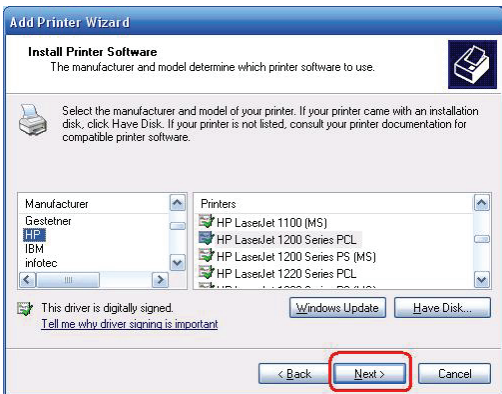 Add Printer Wizard
Install Printer Software
The manufacturer and model determine which printer software to use.
Select the manufacturer and model of your printer. If your printer came with an installation
disk, click Have Disk. If your printer is not listed, consult your printer documentation for
compatible printer software.
Manufacturer
Gestetner
HP
IBM
infotec
Printers
HP LaserJet 1100 (MS)
HP LaserJet 1200 Series PCL
HP LaserJet 1200 Series PS (MS)
HP LaserJet 1220 Series PCL
This driver is digitally signed.
Tell me why driver signing is important
Windows Update
Have Disk...
< Back
Next >
Cancel